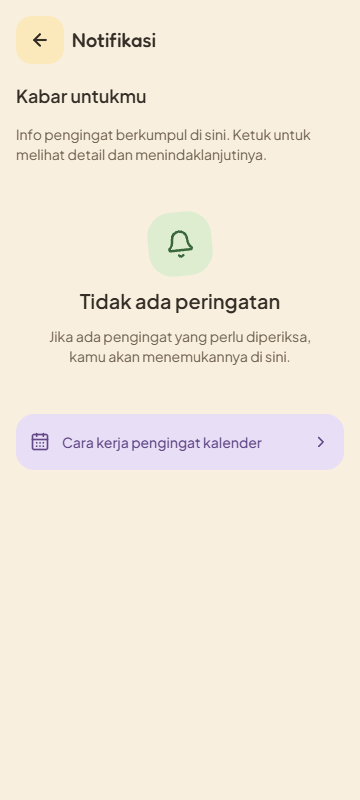 Notifikasi
Kabar untukmu
Info pengingat berkumpul di sini. Ketuk untuk
melihat detail dan menindaklanjutinya.
Tidak ada peringatan
Jika ada pengingat yang perlu diperiksa,
kamu akan menemukannya di sini.
Cara kerja pengingat kalender